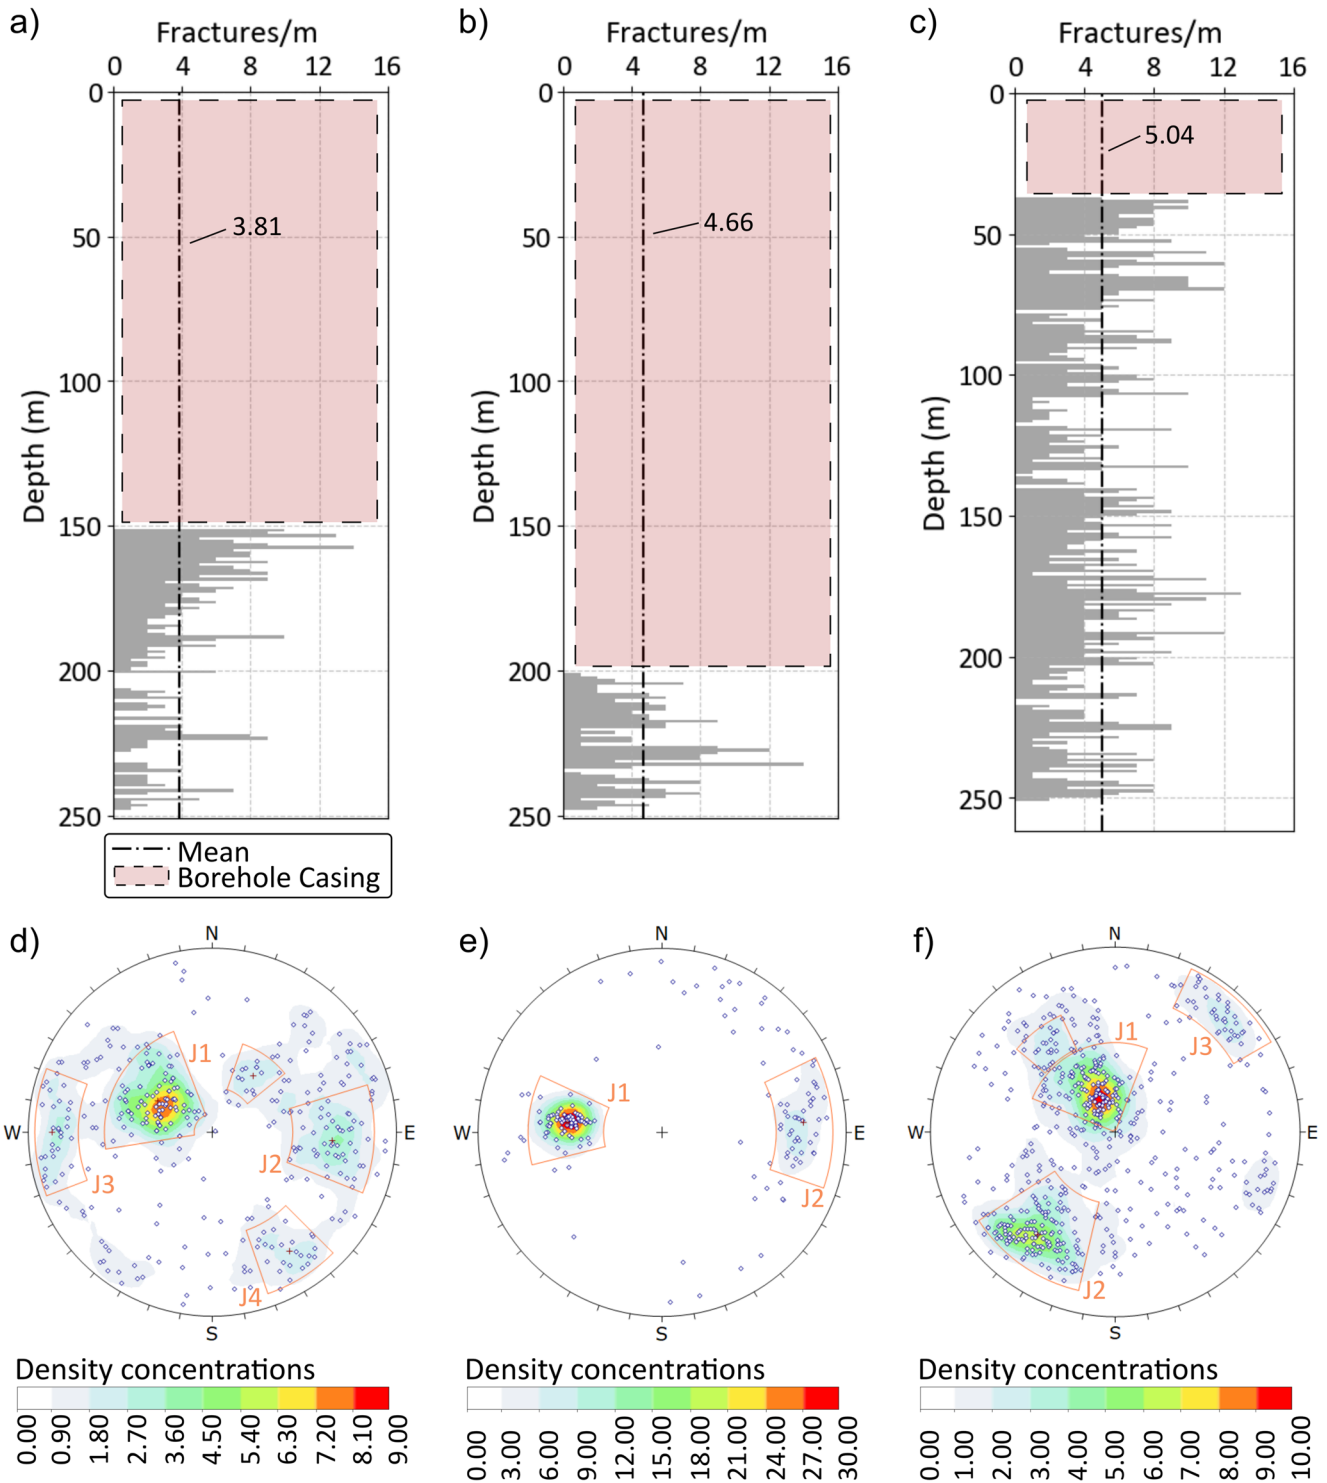 a)
Fractures/m
0 4 8 12 16
0
50
100
150
200
250
Depth (m)
3.81
Mean
Borehole Casing
b)
Fractures/m
0 4 8 12 16
0
50
100
150
200
250
Depth (m)
4.66
c)
Fractures/m
0 4 8 12 16
0
50
100
150
200
250
Depth (m)
5.04
d)
N
W
E
S
J1
J2
J3
J4
Density concentrations
0.00 0.90 1.80 2.70 3.60 4.50 5.40 6.30 7.20 8.10 9.00
e)
N
W
E
S
J1
J2
Density concentrations
0.00 3.00 6.00 9.00 12.00 15.00 18.00 21.00 24.00 27.00 30.00
f)
N
W
E
S
J1
J3
J2
Density concentrations
0.00 1.00 2.00 3.00 4.00 5.00 6.00 7.00 8.00 9.00 10.00